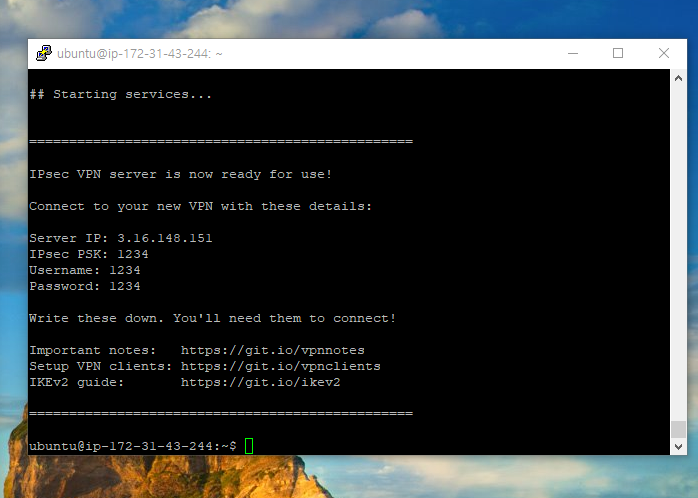 ubuntu@ip-172-31-43-244: ~
## Starting services...
================================================
IPsec VPN server is now ready for use!
Connect to your new VPN with these details:
Server IP: 3.16.148.151
IPsec PSK: 1234
Username: 1234
Password: 1234
Write these down. You'll need them to connect!
Important notes:   https://git.io/vpnnotes
Setup VPN clients: https://git.io/vpnclients
IKEv2 guide:       https://git.io/ikev2
================================================
ubuntu@ip-172-31-43-244:~$